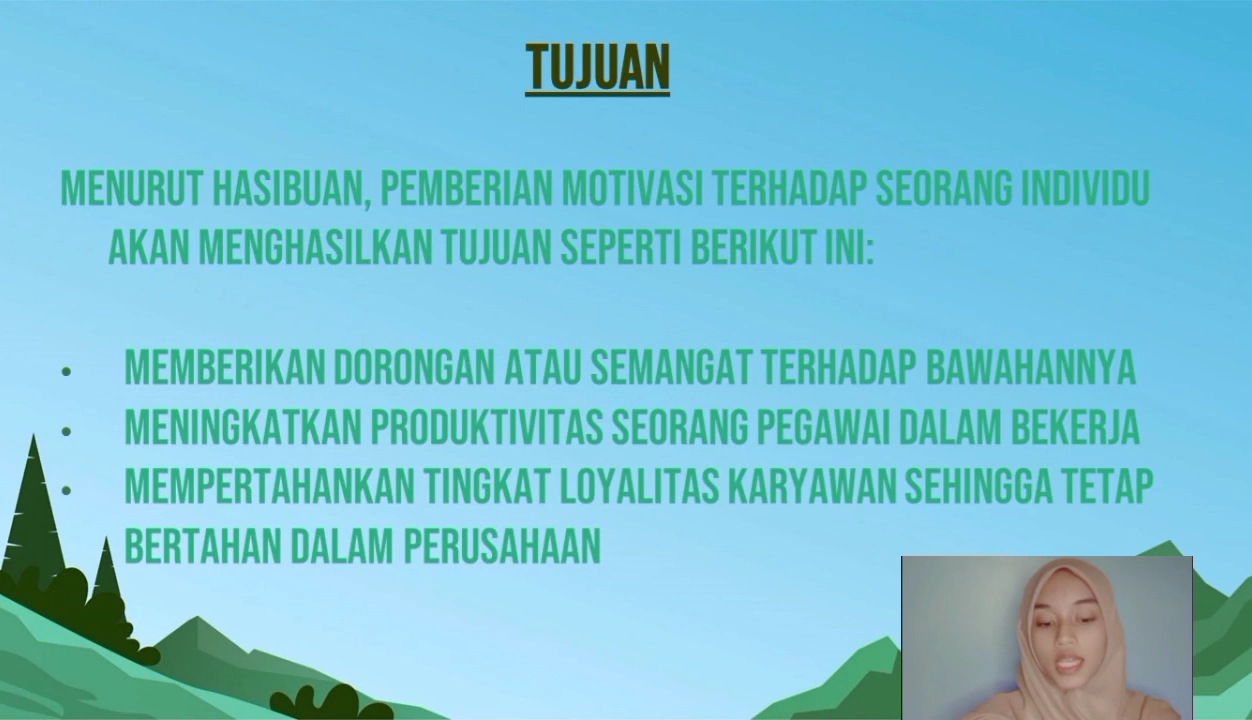 TUJUAN
MENURUT HASIBUAN, PEMBERIAN MOTIVASI TERHADAP SEORANG INDIVIDU
AKAN MENGHASILKAN TUJUAN SEPERTI BERIKUT INI:
• MEMBERIKAN DORONGAN ATAU SEMANGAT TERHADAP BAWAHANNYA
• MENINGKATKAN PRODUKTIVITAS SEORANG PEGAWAI DALAM BEKERJA
• MEMPERTAHANKAN TINGKAT LOYALITAS KARYAWAN SEHINGGA TETAP
BERTAHAN DALAM PERUSAHAAN